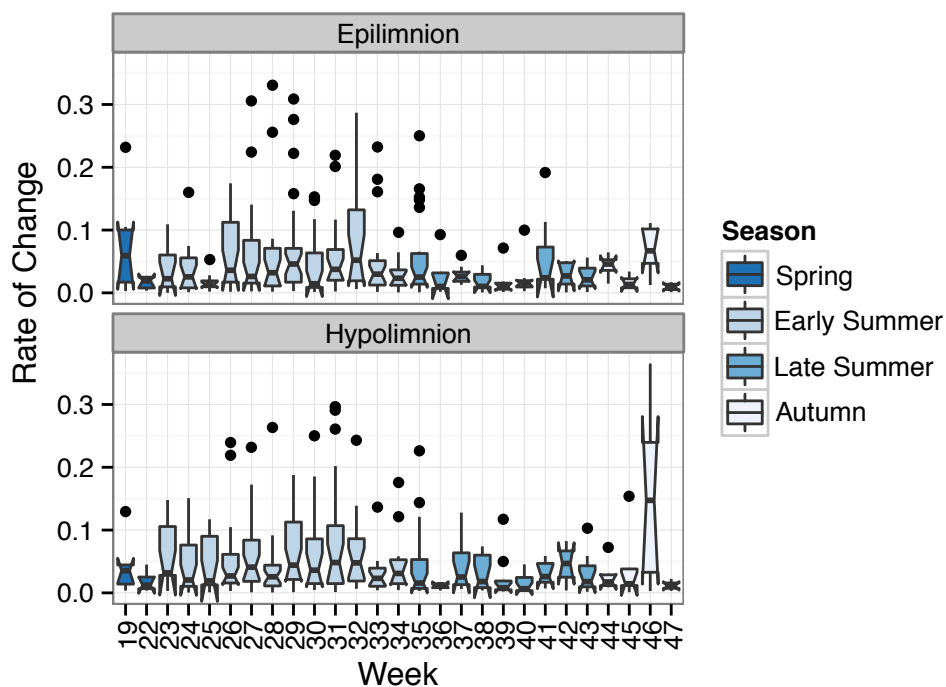 Epilimnion
0.3
0.2
0.1
0.0
Hypolimnion
0.3
0.2
0.1
0.0
Rate of Change
19 22 23 24 25 26 27 28 29 30 31 32 33 34 35 36 37 38 39 40 41 42 43 44 45 46 47
Week
Season
Spring
Early Summer
Late Summer
Autumn